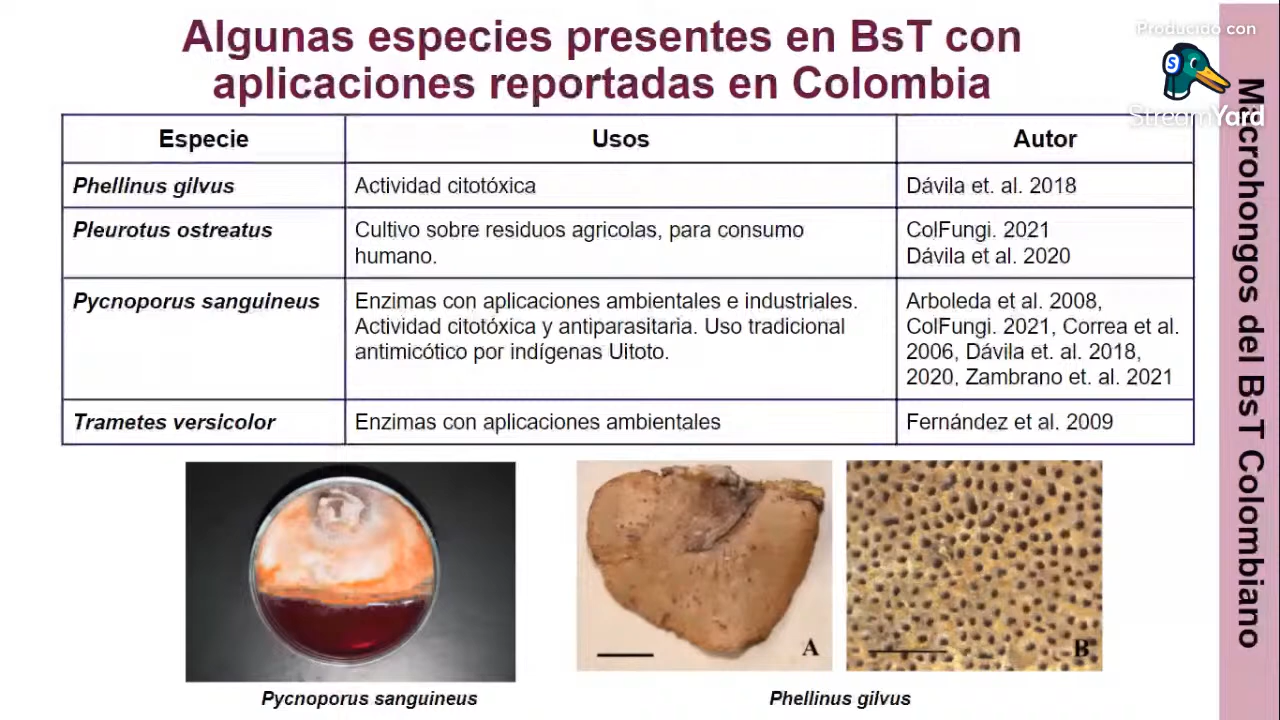 Algunas especies presentes en BsT con
aplicaciones reportadas en Colombia
Producido con
StreamYard
Especie
Usos
Autor
Phellinus gilvus
Actividad citotóxica
Dávila et. al. 2018
Pleurotus ostreatus
Cultivo sobre residuos agricolas, para consumo
humano.
ColFungi. 2021
Dávila et al. 2020
Pycnoporus sanguineus
Enzimas con aplicaciones ambientales e industriales.
Actividad citotóxica y antiparasitaria. Uso tradicional
antimicótico por indígenas Uitoto.
Arboleda et al. 2008,
ColFungi. 2021, Correa et al.
2006, Dávila et. al. 2018,
2020, Zambrano et. al. 2021
Trametes versicolor
Enzimas con aplicaciones ambientales
Fernández et al. 2009
A
B
Pycnoporus sanguineus
Phellinus gilvus
Macrohongos del BsT Colombiano